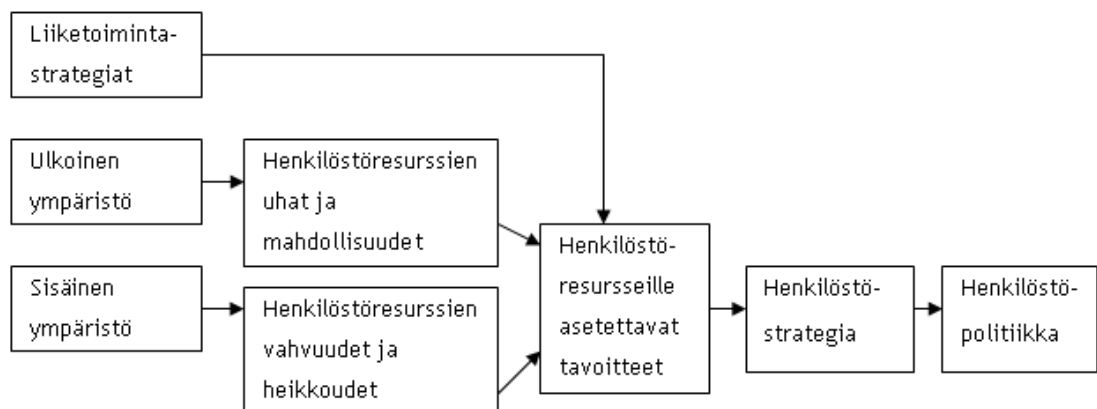 Liiketoiminta-
strategiat
Ulkoinen
ympäristö
Henkilöstöresurssien
uhat ja
mahdollisuudet
Sisäinen
ympäristö
Henkilöstöresurssien
vahvuudet ja
heikkoudet
Henkilöstö-
resursseille
asetettavat
tavoitteet
Henkilöstö-
strategia
Henkilöstö-
politiikka